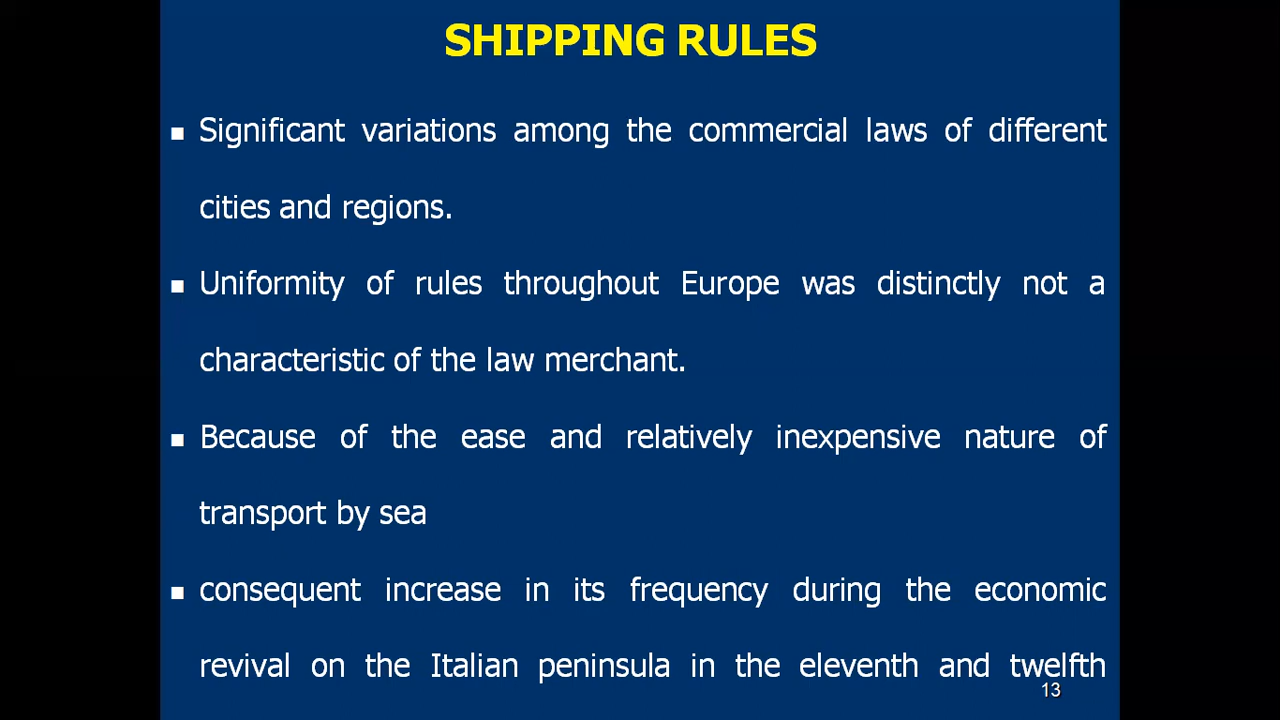 SHIPPING RULES
▪ Significant variations among the commercial laws of different
cities and regions.
▪ Uniformity of rules throughout Europe was distinctly not a
characteristic of the law merchant.
▪ Because of the ease and relatively inexpensive nature of
transport by sea
▪ consequent increase in its frequency during the economic
revival on the Italian peninsula in the eleventh and twelfth
13